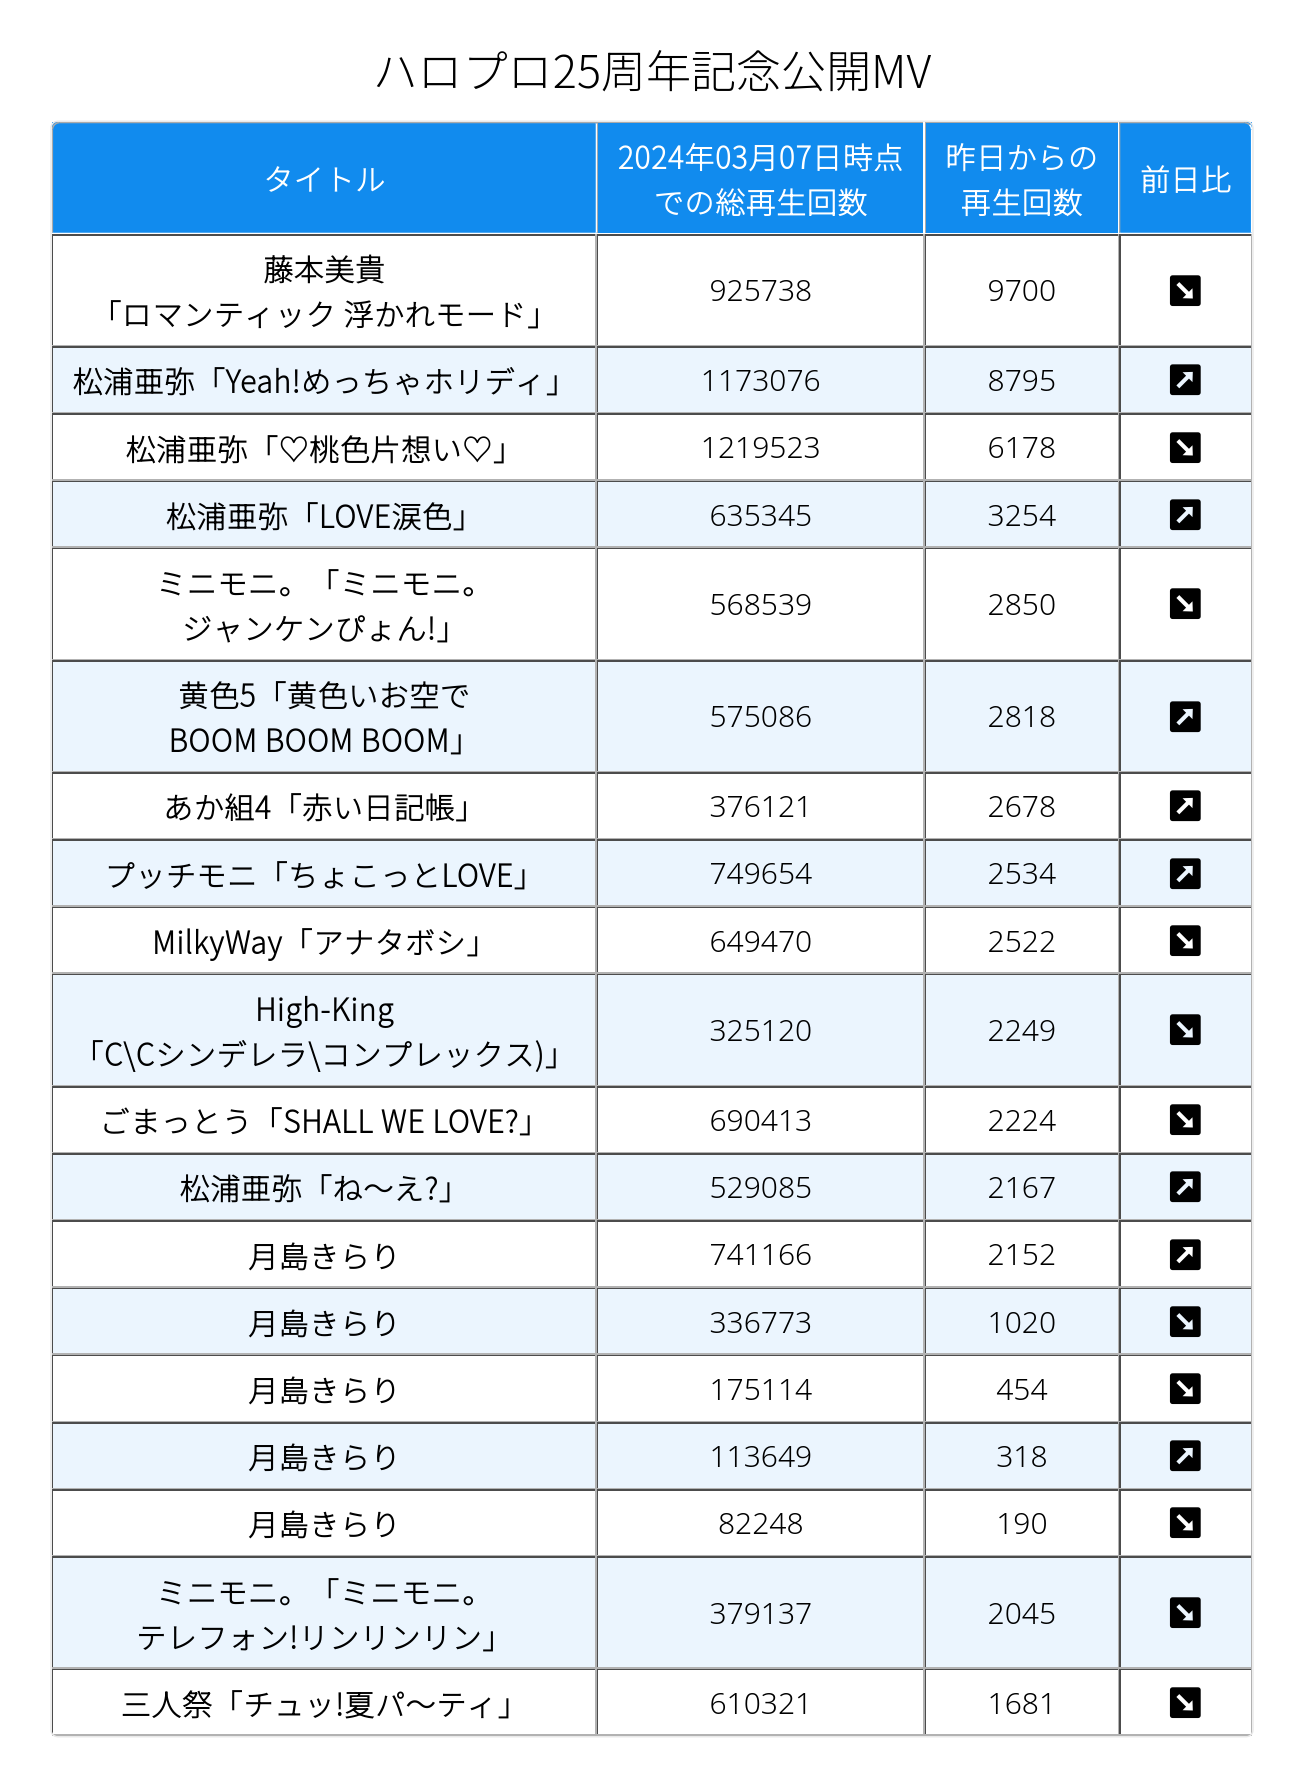 ハロプロ25周年記念公開MV
タイトル
2024年03月07日時点
での総再生回数
昨日からの
再生回数
前日比
藤本美貴
「ロマンティック 浮かれモード」
925738
9700
松浦亜弥「Yeah!めっちゃホリディ」
1173076
8795
松浦亜弥「♡桃色片想い♡」
1219523
6178
松浦亜弥「LOVE涙色」
635345
3254
ミニモニ。「ミニモニ。
ジャンケンぴょん!」
568539
2850
黄色5「黄色いお空で
BOOM BOOM BOOM」
575086
2818
あか組4「赤い日記帳」
376121
2678
プッチモニ「ちょこっとLOVE」
749654
2534
MilkyWay「アナタボシ」
649470
2522
High-King
「C\Cシンデレラ\コンプレックス)」
325120
2249
ごまっとう「SHALL WE LOVE?」
690413
2224
松浦亜弥「ね〜え?」
529085
2167
月島きらり
741166
2152
月島きらり
336773
1020
月島きらり
175114
454
月島きらり
113649
318
月島きらり
82248
190
ミニモニ。「ミニモニ。
テレフォン!リンリンリン」
379137
2045
三人祭「チュッ!夏パ〜ティ」
610321
1681